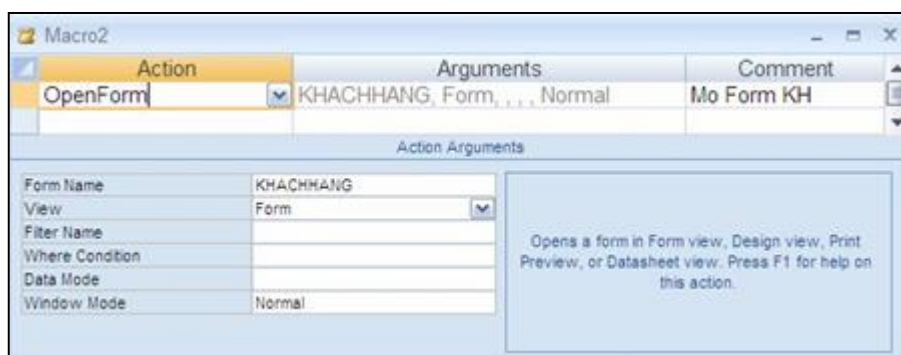 Macro2
Action Arguments Comment
OpenForm KHACHHANG, Form, , , , Normal Mo Form KH
Action Arguments
Form Name KHACHHANG
View Form
Filter Name
Where Condition
Data Mode
Window Mode Normal
Opens a form in Form view, Design view, Print
Preview, or Datasheet view. Press F1 for help on
this action.